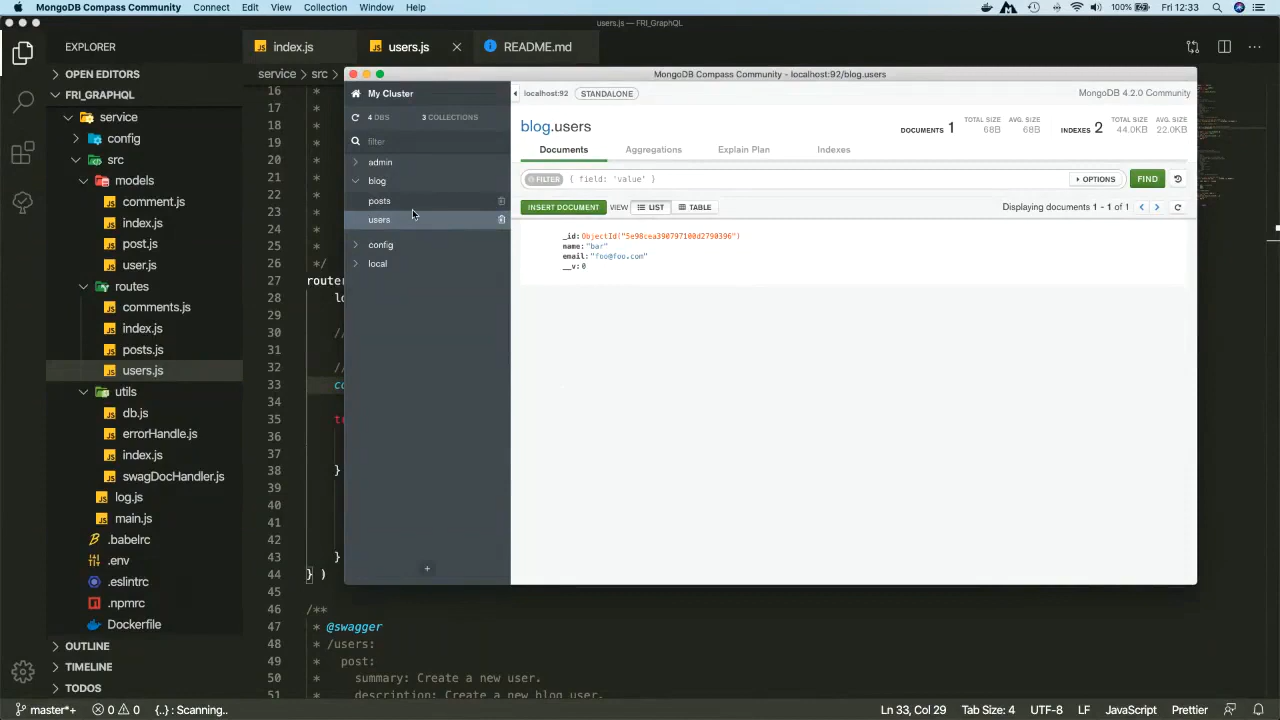 MongoDB Compass Community Connect Edit View Collection Window Help
100% Fri 12:33
users.js — FRI_GraphQL
EXPLORER
index.js
users.js
README.md
OPEN EDITORS
FRI_GRAPHQL
service
config
src
models
comment.js
index.js
post.js
user.js
routes
comments.js
index.js
posts.js
users.js
utils
db.js
errorHandle.js
index.js
swagDocHandler.js
log.js
main.js
.babelrc
.env
.eslintrc
.npmrc
Dockerfile
OUTLINE
TIMELINE
TODOS
service > src >
16 *
17 *
18 *
19 *
20 *
21 *
22 *
23 *
24 *
25 *
26 */
27 route
28 lo
29
30 //
31
32 //
33 co
34
35 t
36
37
38 }
39
40
41
42
43 }
44 } )
45
46 /**
47 * @swagger
48 * /users:
49 * post:
50 * summary: Create a new user.
51 * description: Create a new blog user.
MongoDB Compass Community - localhost:92/blog.users
My Cluster
4 DBS 3 COLLECTIONS
filter
admin
blog
posts
users
config
local
+
localhost:92 STANDALONE
MongoDB 4.2.0 Community
blog.users
DOCUMENTS 1 TOTAL SIZE 68B AVG. SIZE 68B INDEXES 2 TOTAL SIZE 44.0KB AVG. SIZE 22.0KB
Documents Aggregations Explain Plan Indexes
FILTER { field: 'value' } OPTIONS FIND
INSERT DOCUMENT VIEW LIST TABLE Displaying documents 1 - 1 of 1
_id: ObjectId("5e98cea390797100d2790396")
name: "bar"
email: "foo@foo.com"
__v: 0
master*+ 0 0 {..} : Scanning..
Ln 33, Col 29 Tab Size: 4 UTF-8 LF JavaScript Prettier